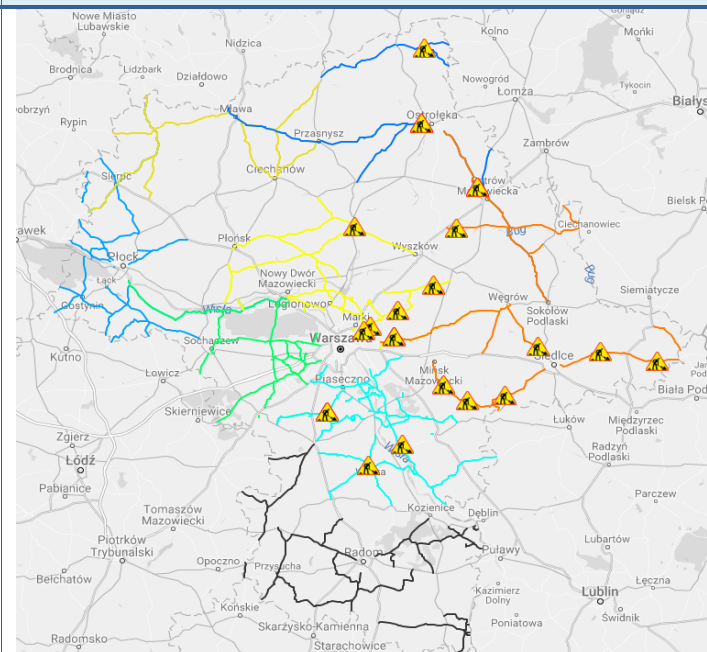 Nowe Miasto
Lubawskie
Nidzica
Kolno
Mońki
Brodnica
Lidzbark
Działdowo
Nowogród
Łomża
Tykocin
Rypin
Mława
Ostrołęka
Przasnysz
Zambrów
Sierpc
Ciechanów
Bielsk
Ciechanowiec
Płońsk
Wyszków
Bug
Bug
Płock
Łąck
Nowy Dwór
Mazowiecki
Siemiatycze
Gostynin
Wisła
Legionowo
Węgrów
Marki
Sokołów
Podlaski
Sochaczew
Warszawa
Kutno
Siedlce
Mińsk
Mazowiecki
Łowicz
Piaseczno
Biała Pod
Skierniewice
Łuków
Międzyrzec
Podlaski
Zgierz
Wisła
Radzyń
Podlaski
Łódź
Pabianice
Kozienice
Dęblin
Parczew
Tomaszów
Mazowiecki
Piotrków
Trybunalski
Lubartów
Radom
Puławy
Opoczno
Przysucha
Bełchatów
Łęczna
Kazimierz
Dolny
Lublin
Końskie
Poniatowa
Świdnik
Skarżysko-Kamienna
Radomsko
Starachowice